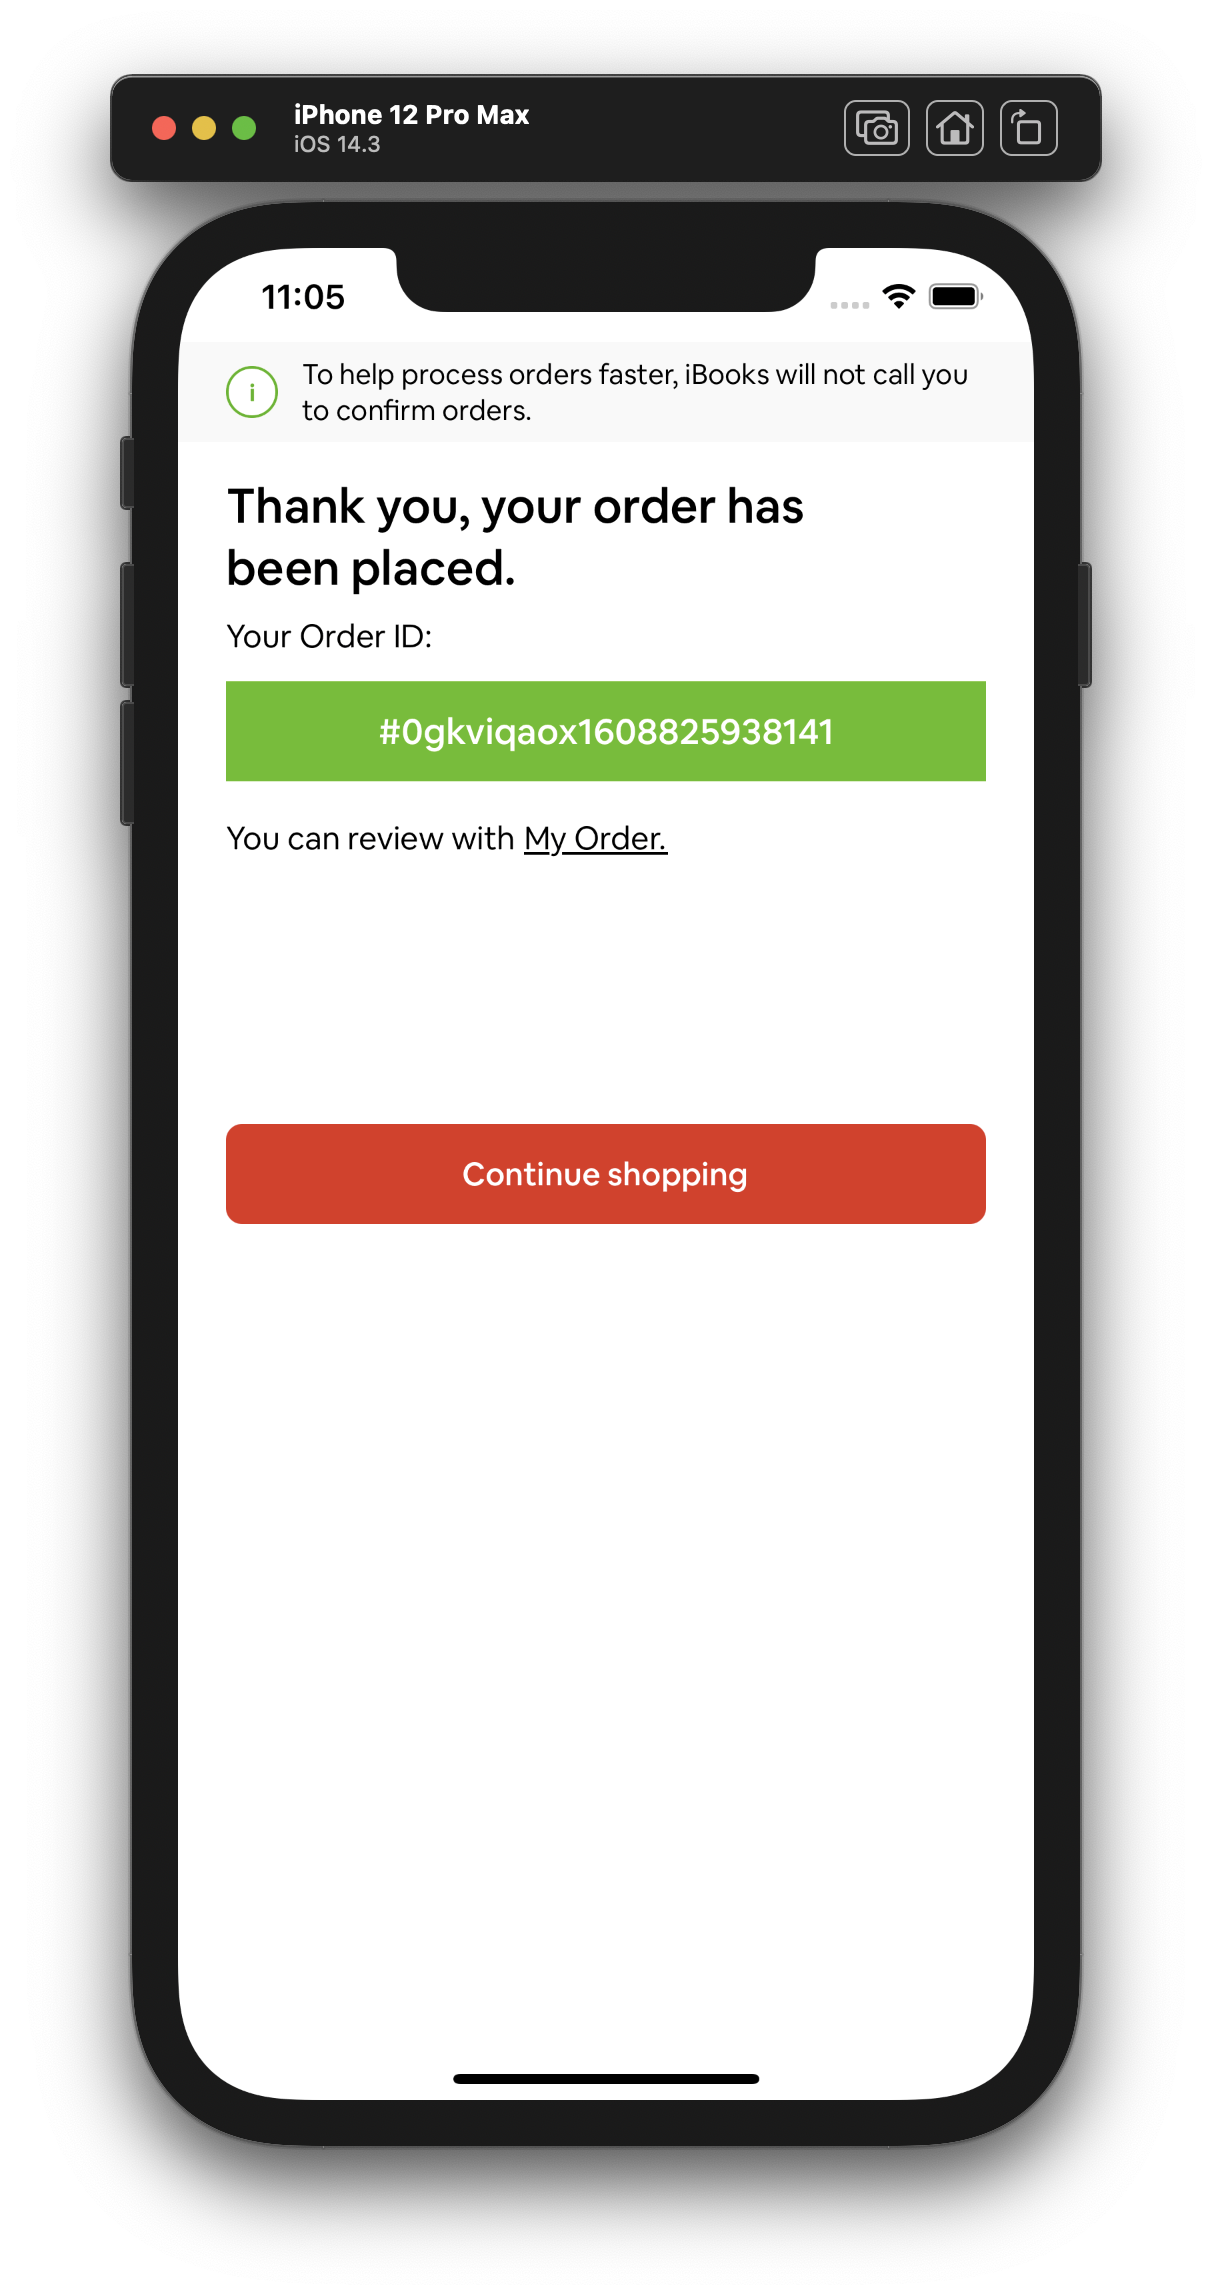 iPhone 12 Pro Max
iOS 14.3
11:05
i
To help process orders faster, iBooks will not call you
to confirm orders.
Thank you, your order has
been placed.
Your Order ID:
#0gkviqaox1608825938141
You can review with My Order.
Continue shopping